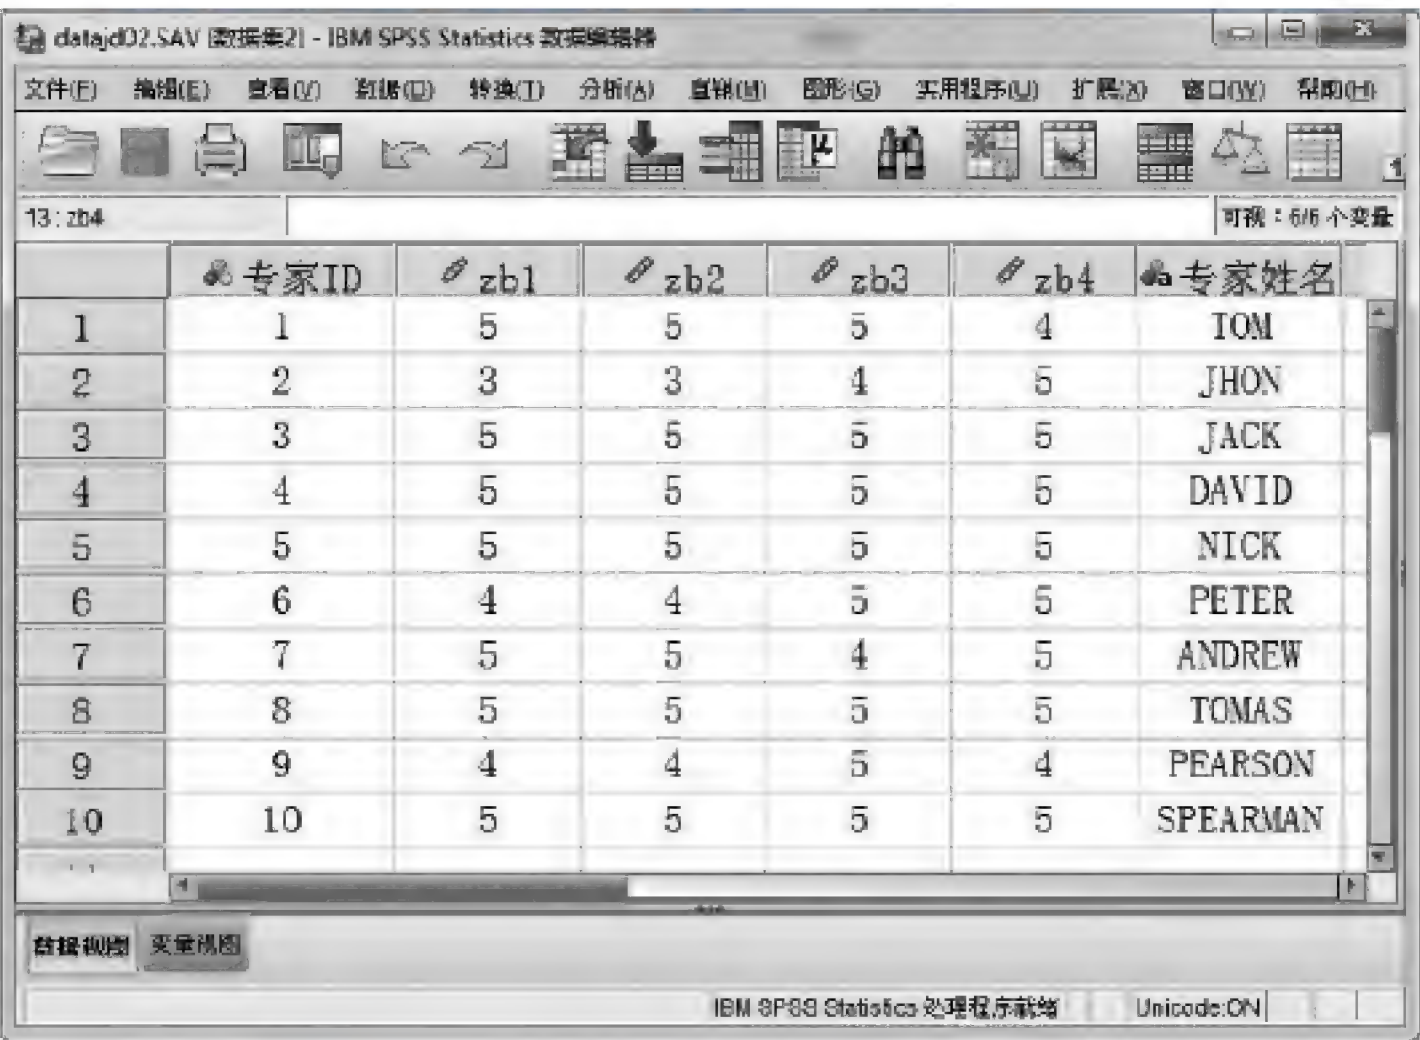 datajd02.SAV [数据集2] - IBM SPSS Statistics 数据编辑器
文件(F) 编辑(E) 查看(V) 数据(D) 转换(T) 分析(A) 直销(M) 图形(G) 实用程序(U) 扩展(X) 窗口(W) 帮助(H)
13 : zb4 可视：6/6 个变量
专家ID zb1 zb2 zb3 zb4 专家姓名
1 1 5 5 5 4 TOM
2 2 3 3 4 5 JHON
3 3 5 5 5 5 JACK
4 4 5 5 5 5 DAVID
5 5 5 5 5 5 NICK
6 6 4 4 5 5 PETER
7 7 5 5 4 5 ANDREW
8 8 5 5 5 5 TOMAS
9 9 4 4 5 4 PEARSON
10 10 5 5 5 5 SPEARMAN
数据视图 变量视图
IBM SPSS Statistics 处理程序就绪 Unicode:ON